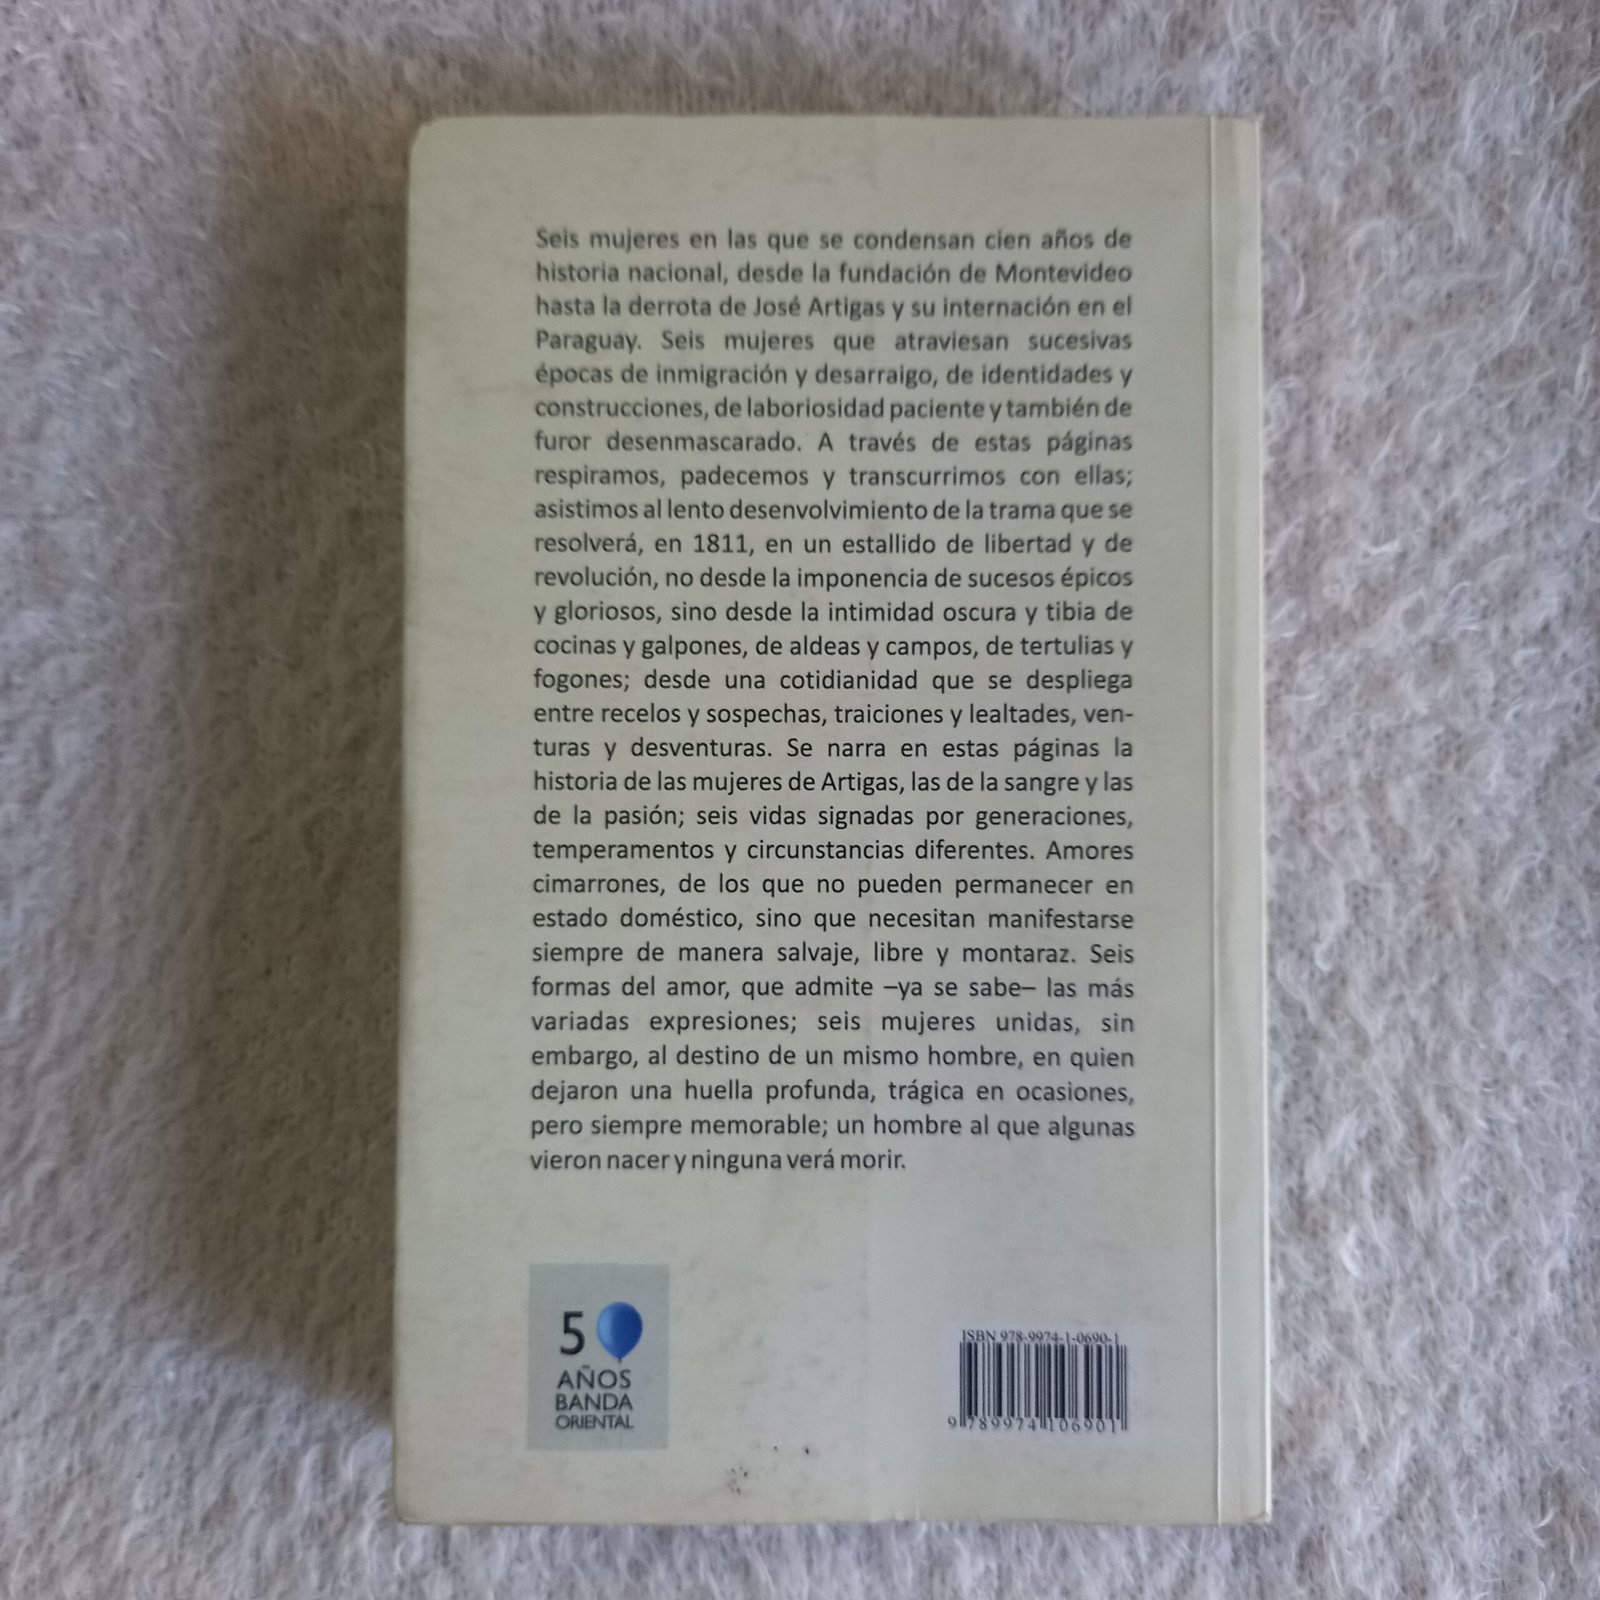 Seis mujeres en las que se condensan cien años de
historia nacional, desde la fundación de Montevideo
hasta la derrota de José Artigas y su internación en el
Paraguay. Seis mujeres que atraviesan sucesivas
épocas de inmigración y desarraigo, de identidades y
construcciones, de laboriosidad paciente y también de
furor desenmascarado. A través de estas páginas
respiramos, padecemos y transcurrimos con ellas;
asistimos al lento desenvolvimiento de la trama que se
resolverá, en 1811, en un estallido de libertad y de
revolución, no desde la imponencia de sucesos épicos
y gloriosos, sino desde la intimidad oscura y tibia de
cocinas y galpones, de aldeas y campos, de tertulias y
fogones; desde una cotidianidad que se despliega
entre recelos y sospechas, traiciones y lealtades, ven-
turas y desventuras. Se narra en estas páginas la
historia de las mujeres de Artigas, las de la sangre y las
de la pasión; seis vidas signadas por generaciones,
temperamentos y circunstancias diferentes. Amores
cimarrones, de los que no pueden permanecer en
estado doméstico, sino que necesitan manifestarse
siempre de manera salvaje, libre y montaraz. Seis
formas del amor, que admite –ya se sabe– las más
variadas expresiones; seis mujeres unidas, sin
embargo, al destino de un mismo hombre, en quien
dejaron una huella profunda, trágica en ocasiones,
pero siempre memorable; un hombre al que algunas
vieron nacer y ninguna verá morir.
5
AÑOS
BANDA
ORIENTAL
ISBN 978-9974-1-0690-1
9 789974 106901